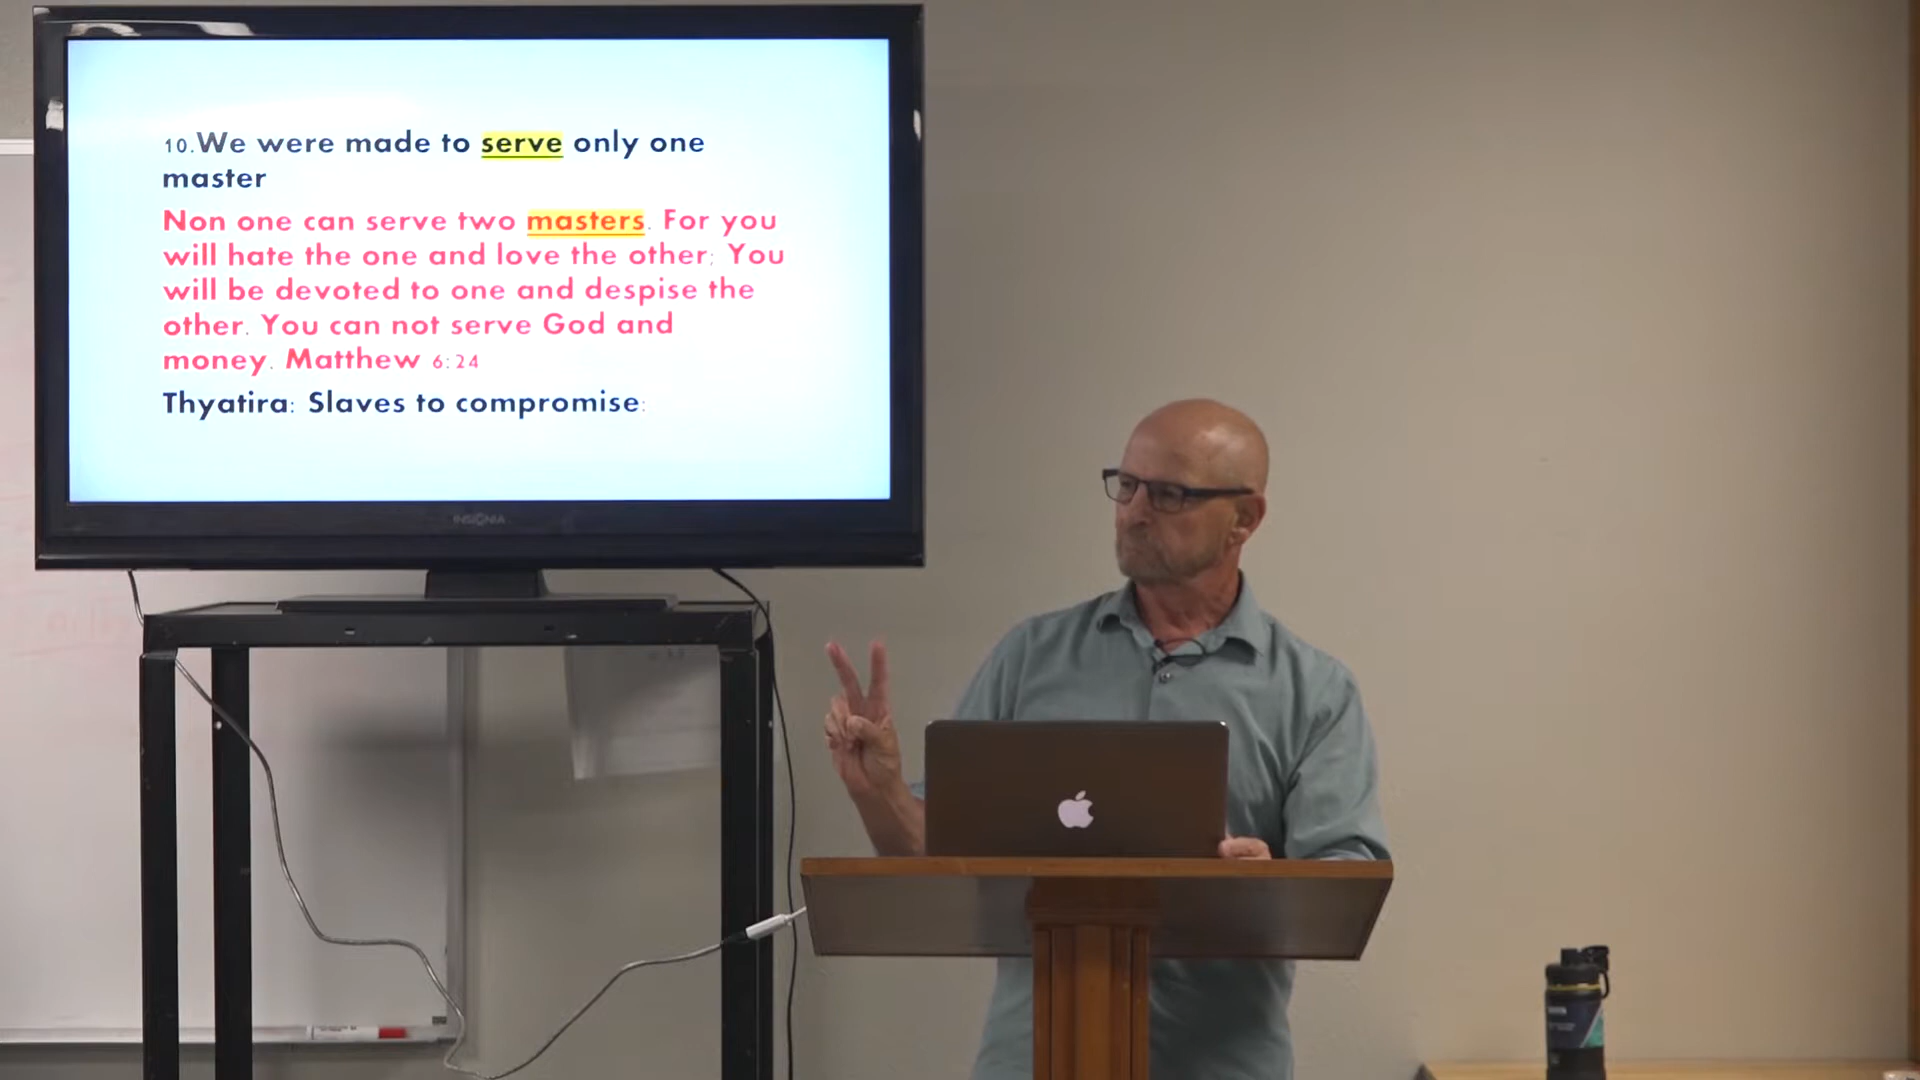 10.We were made to serve only one
master
Non one can serve two masters. For you
will hate the one and love the other; You
will be devoted to one and despise the
other. You can not serve God and
money. Matthew 6:24
Thyatira: Slaves to compromise:
INSIGNIA